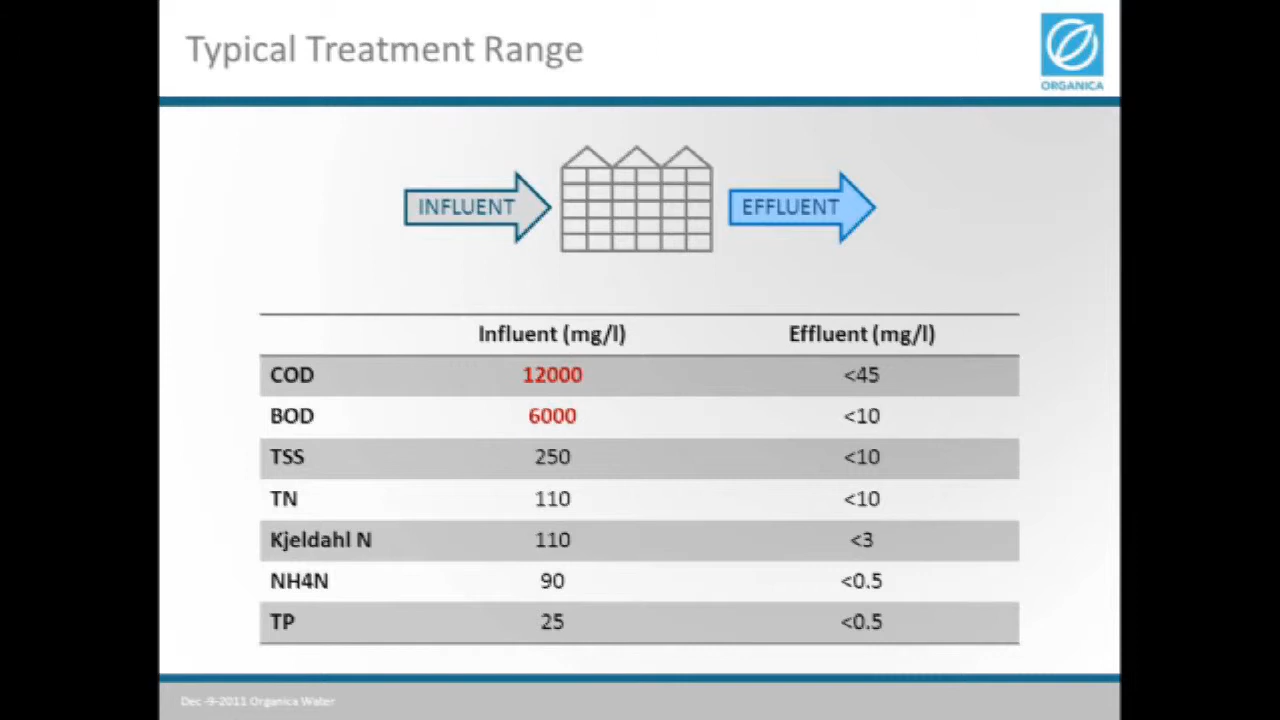 Typical Treatment Range
ORGANICA
INFLUENT
EFFLUENT
Influent (mg/l) Effluent (mg/l)
COD 12000 <45
BOD 6000 <10
TSS 250 <10
TN 110 <10
Kjeldahl N 110 <3
NH4N 90 <0.5
TP 25 <0.5
Dec -9-2011 Organica Water